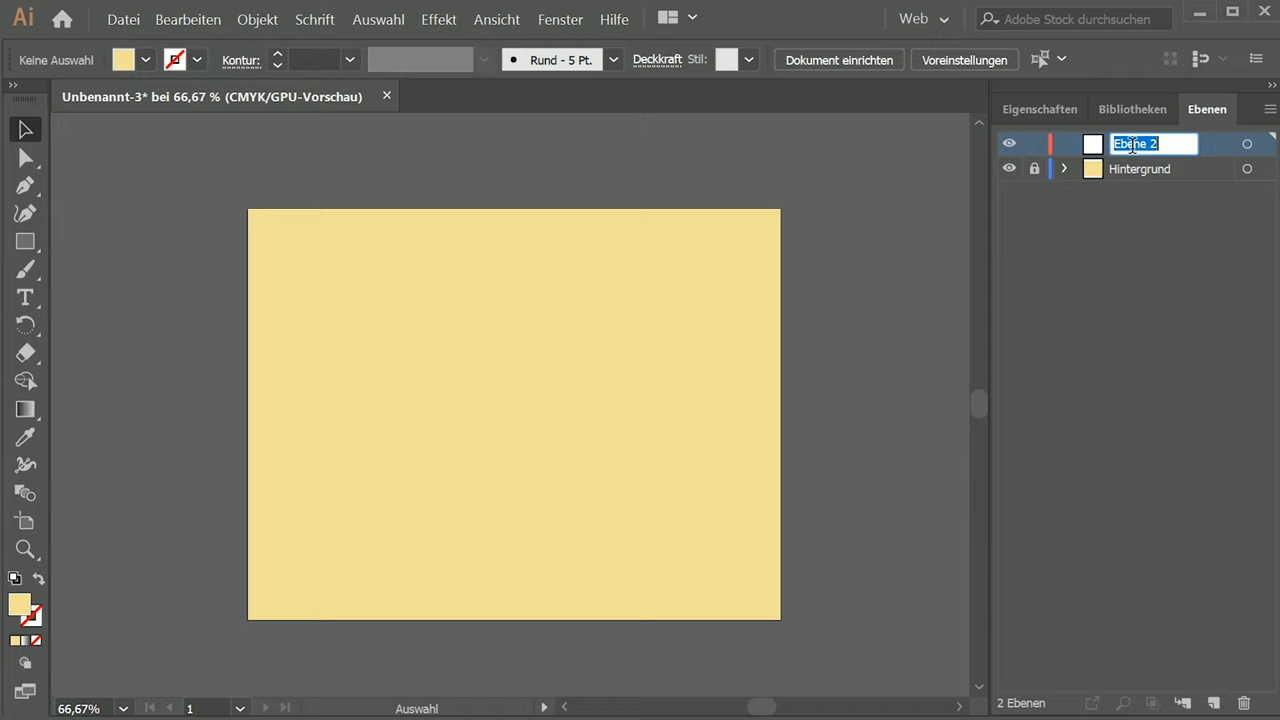 Ai Datei Bearbeiten Objekt Schrift Auswahl Effekt Ansicht Fenster Hilfe Web Adobe Stock durchsuchen
Keine Auswahl Kontur: Rund - 5 Pt. Deckkraft Stil: Dokument einrichten Voreinstellungen
Unbenannt-3* bei 66,67 % (CMYK/GPU-Vorschau)
Eigenschaften Bibliotheken Ebenen
Ebene 2
Hintergrund
66,67% 1 Auswahl
2 Ebenen